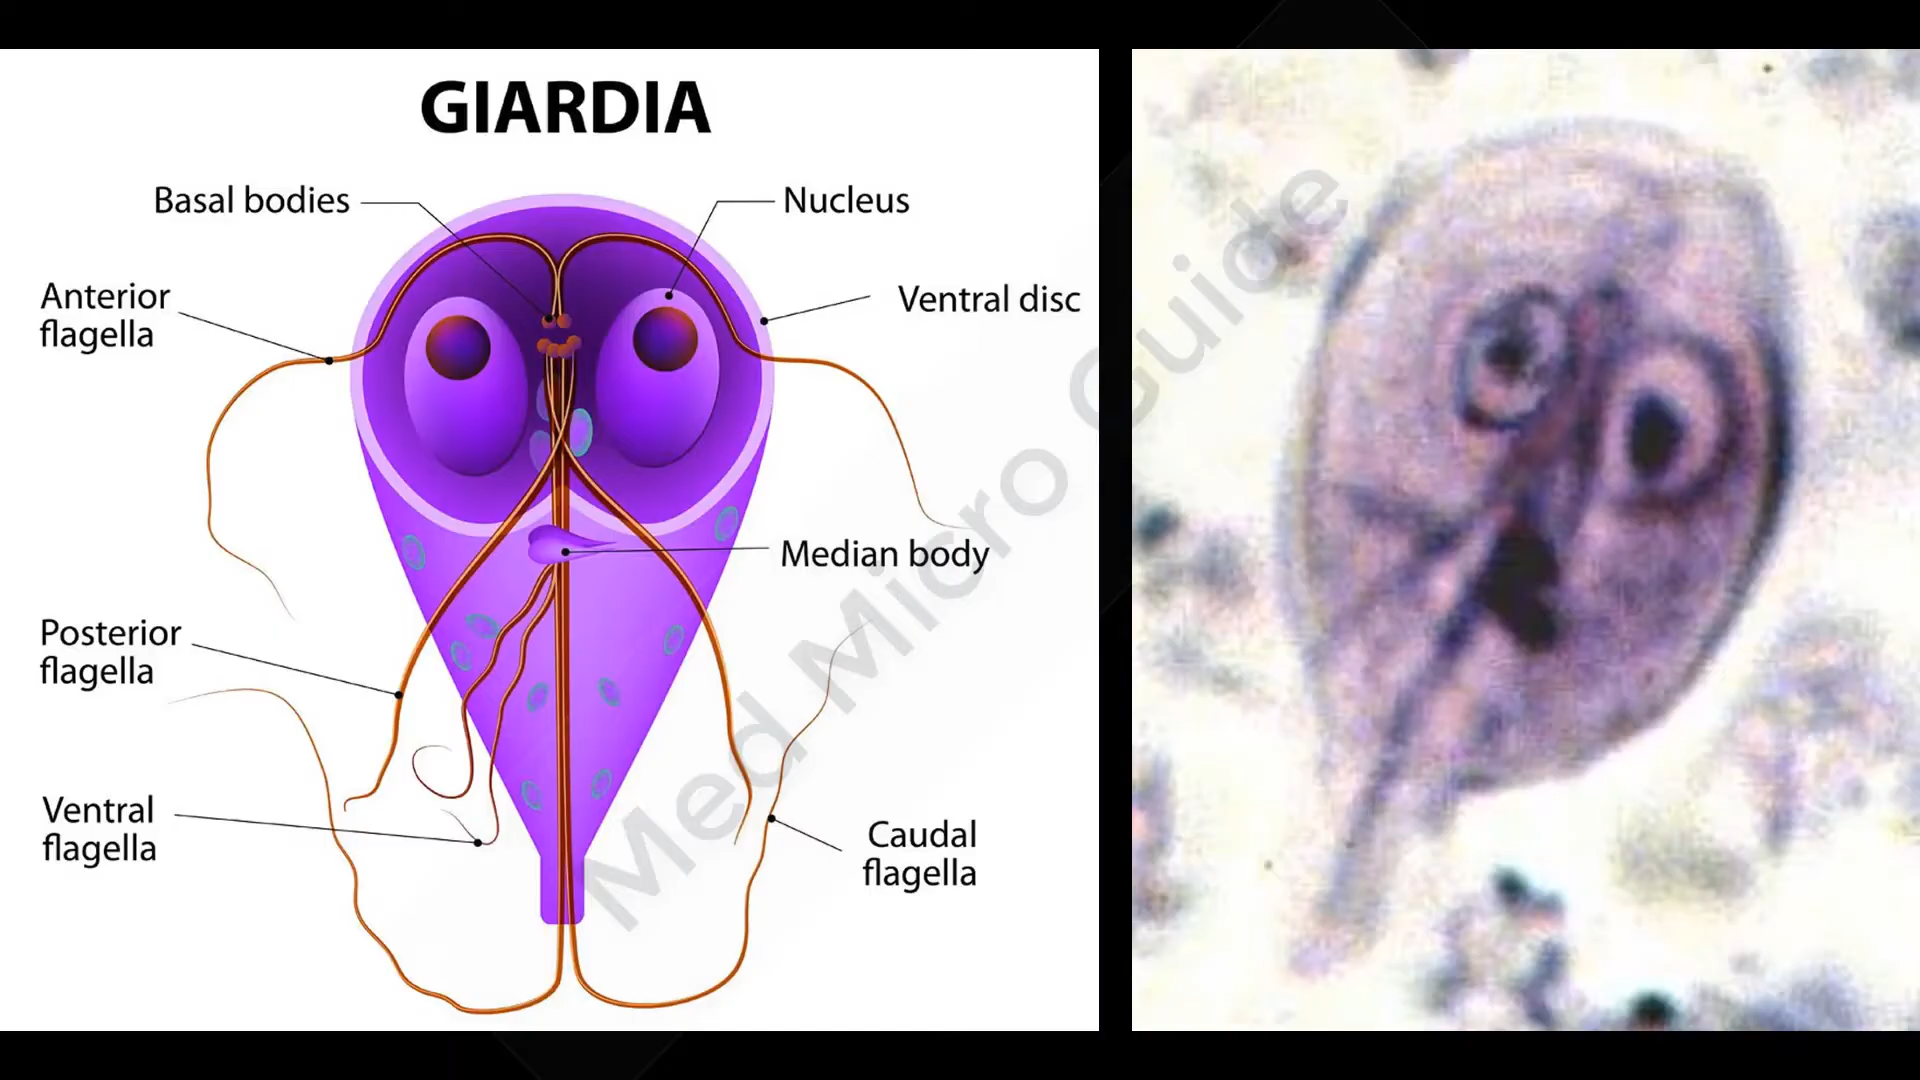 GIARDIA
Basal bodies
Nucleus
Anterior
flagella
Ventral disc
Median body
Posterior
flagella
Ventral
flagella
Caudal
flagella
Med Micro Guide